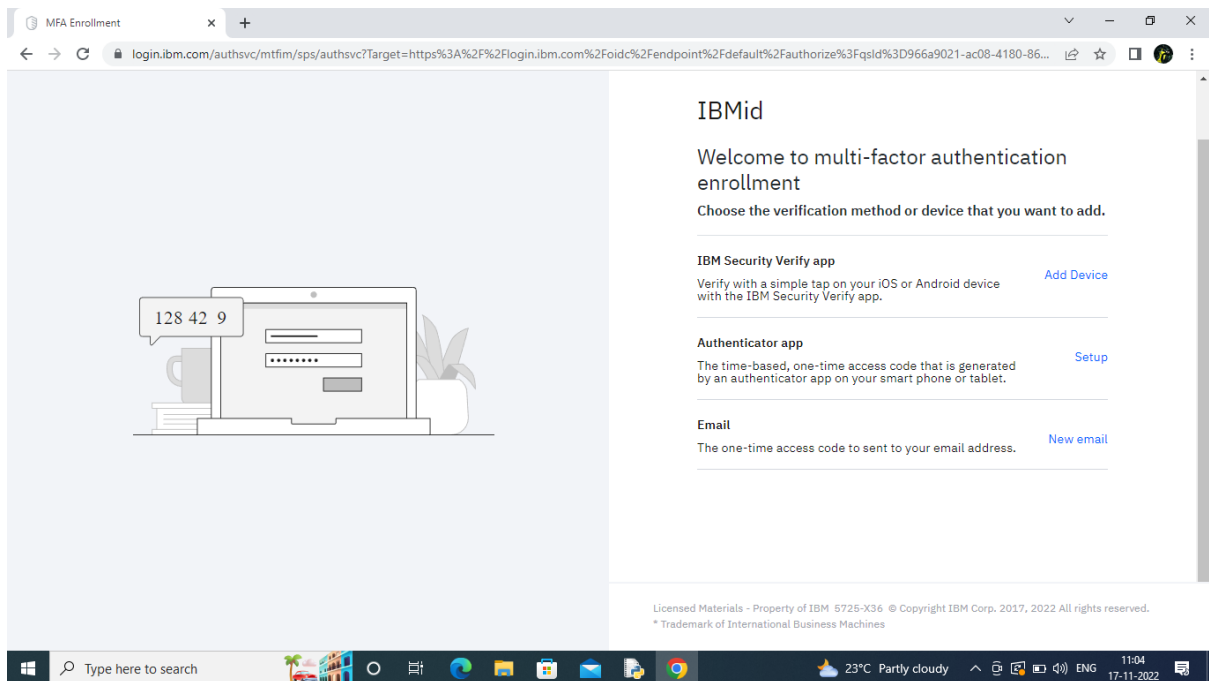 MFA Enrollment
login.ibm.com/authsvc/mtfim/sps/authsvc?Target=https%3A%2F%2Flogin.ibm.com%2Foidc%2Fendpoint%2Fdefault%2Fauthorize%3FqsId%3D966a9021-ac08-4180-86...
IBMid
Welcome to multi-factor authentication
enrollment
Choose the verification method or device that you want to add.
IBM Security Verify app
Verify with a simple tap on your iOS or Android device
with the IBM Security Verify app.
Add Device
Authenticator app
The time-based, one-time access code that is generated
by an authenticator app on your smart phone or tablet.
Setup
Email
The one-time access code to sent to your email address.
New email
128 42 9
Licensed Materials - Property of IBM 5725-X36 © Copyright IBM Corp. 2017, 2022 All rights reserved.
* Trademark of International Business Machines
Type here to search
23°C Partly cloudy
ENG
11:04
17-11-2022